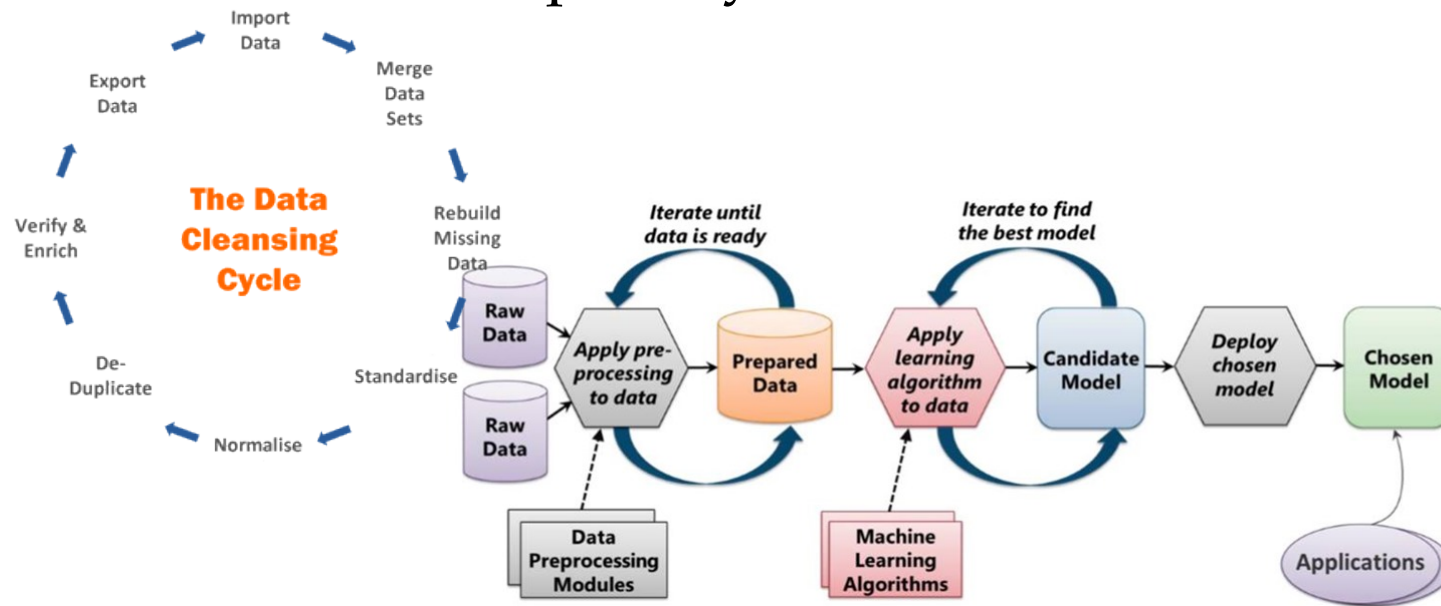 Import
Data
Merge
Data
Sets
Rebuild
Missing
Data
Standardise
Normalise
De-
Duplicate
Verify &
Enrich
Export
Data
The Data
Cleansing
Cycle
Raw
Data
Raw
Data
Apply pre-
processing
to data
Iterate until
data is ready
Prepared
Data
Data
Preprocessing
Modules
Apply
learning
algorithm
to data
Iterate to find
the best model
Candidate
Model
Machine
Learning
Algorithms
Deploy
chosen
model
Chosen
Model
Applications